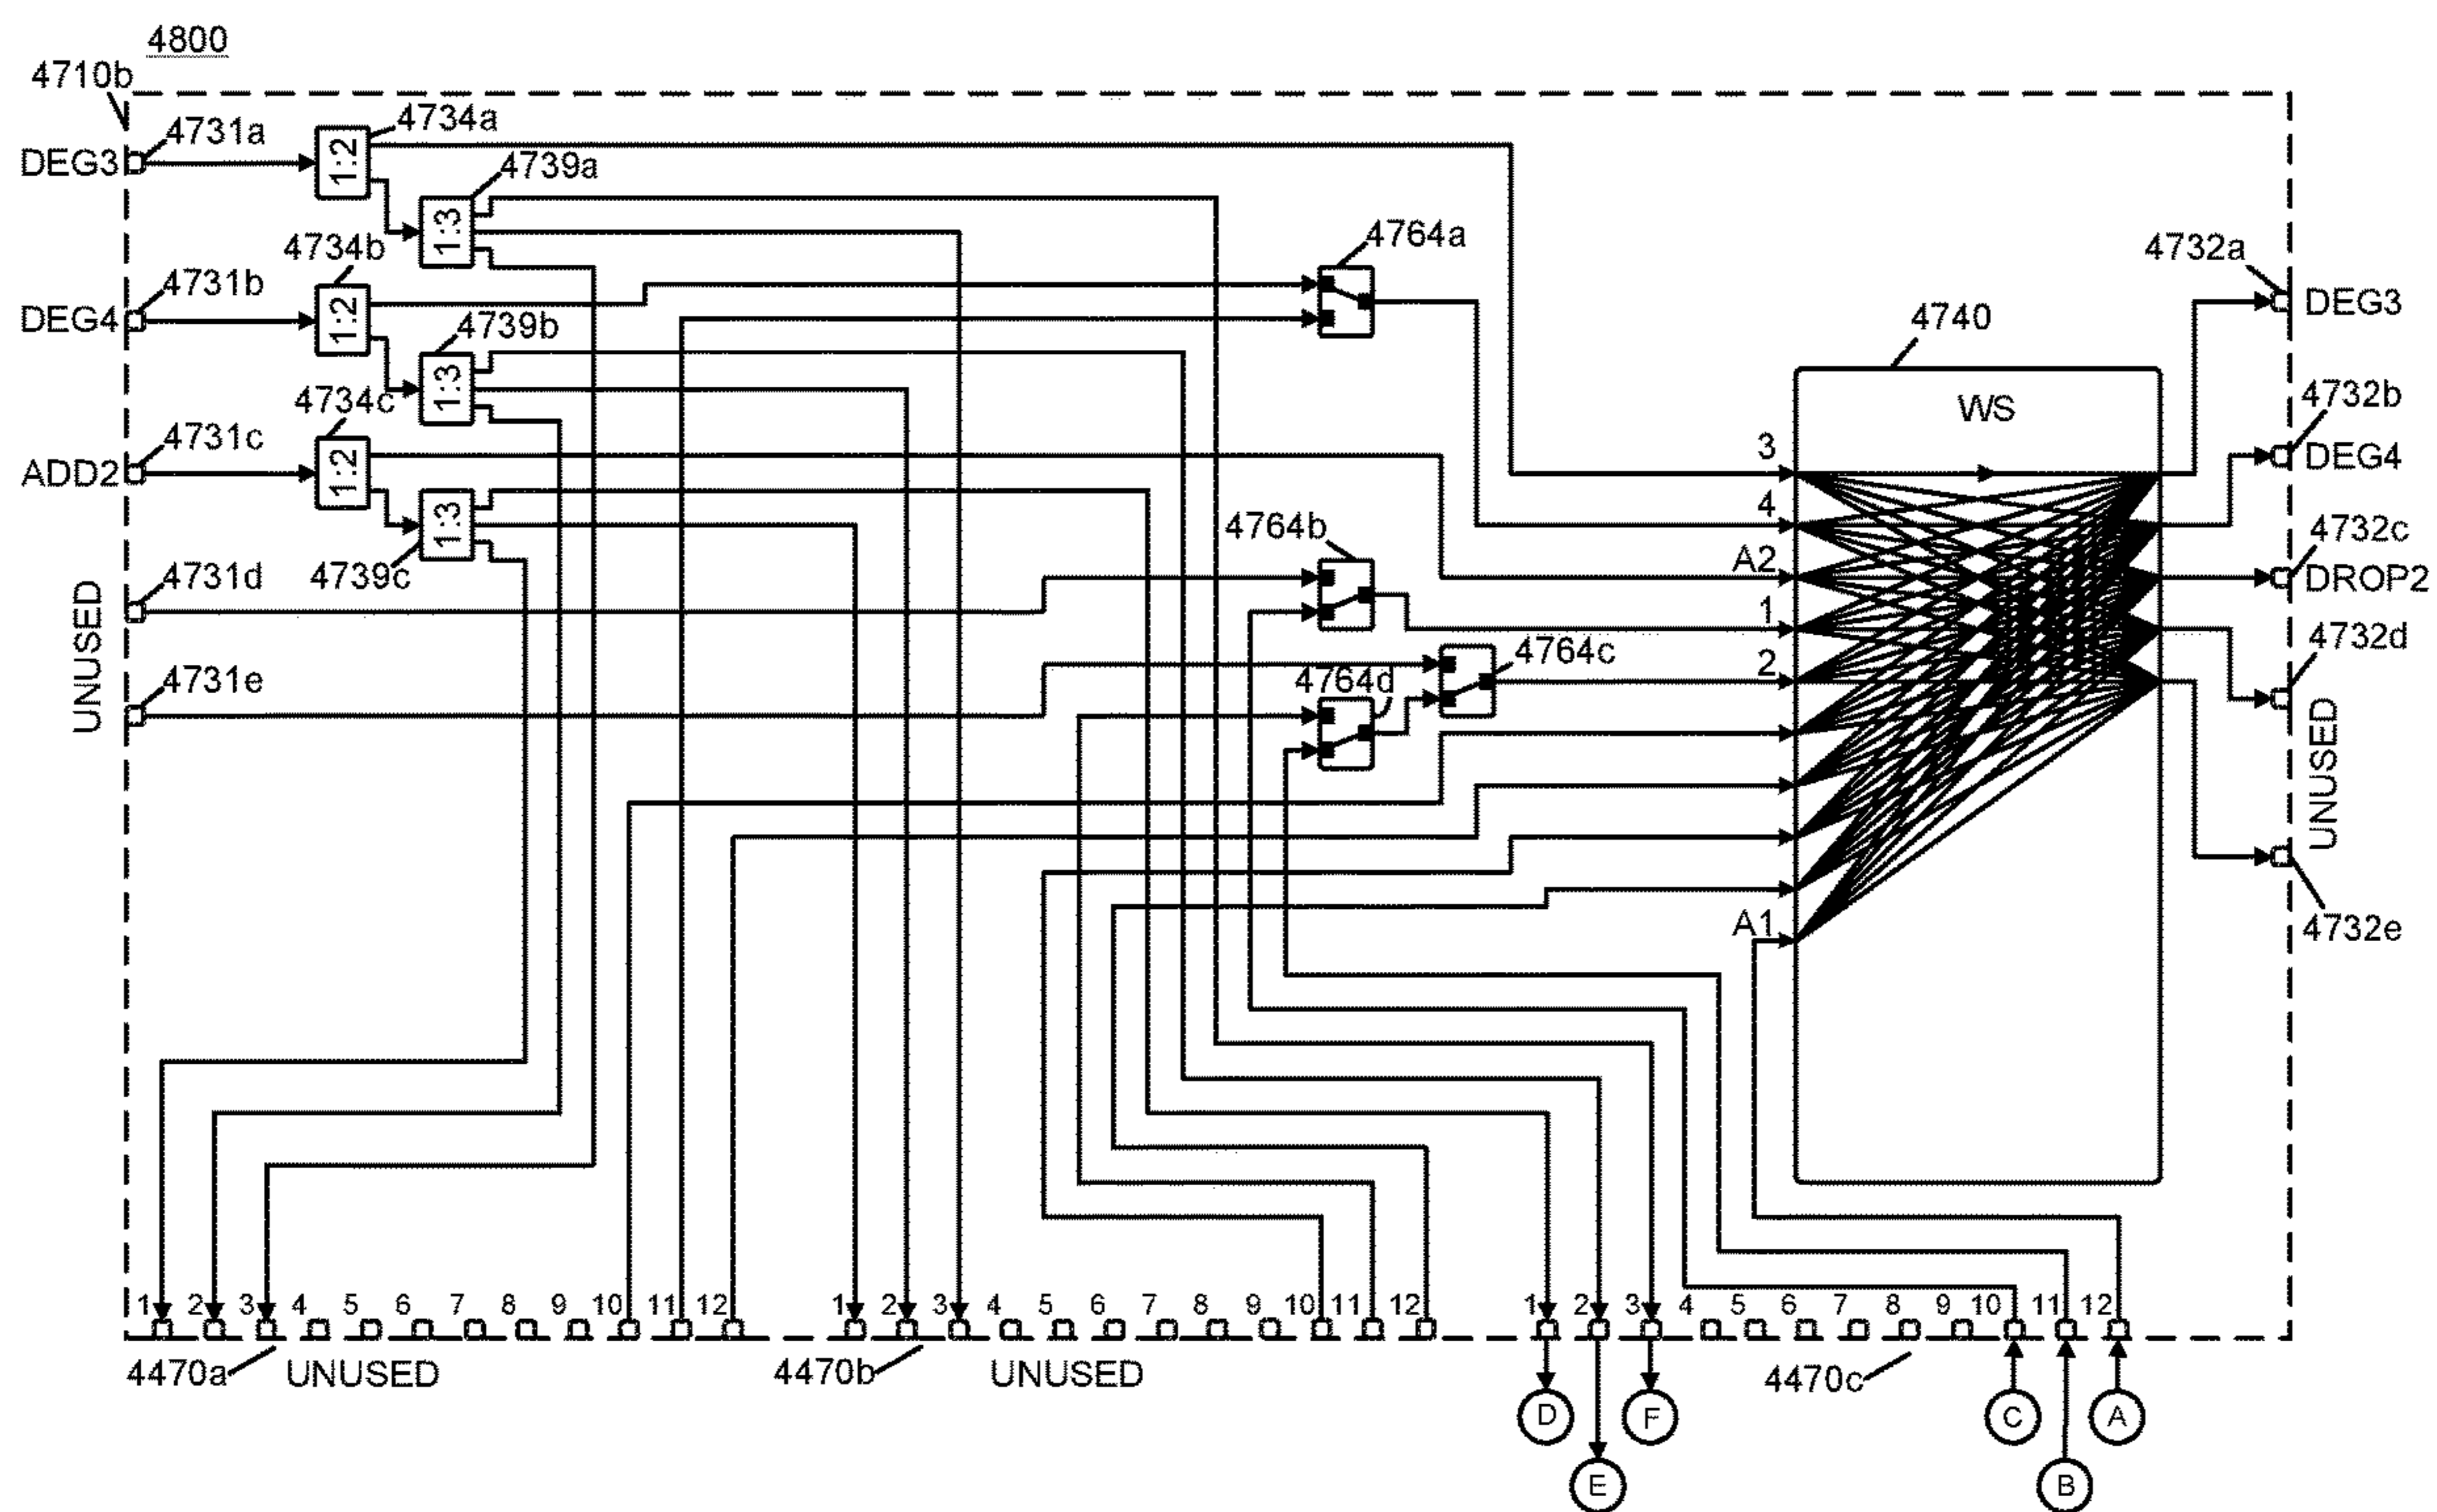 4800
4710b
4731a
4734a
DEG3
1:2
4739a
1:3
4734b
4764a
4732a
4731b
DEG4
1:2
4739b
DEG3
4740
1:3
4734c
4732b
WS
4731c
ADD2
1:2
3
DEG4
1:3
4
4764b
4732c
4739c
A2
4731d
DROP2
UNUSED
1
4732d
4764c
2
4764d
4731e
UNUSED
A1
4732e
1 2 3 4 5 6 7 8 9 10 11 12
1 2 3 4 5 6 7 8 9 10 11 12
1 2 3 4 5 6 7 8 9 10 11 12
4470a
UNUSED
4470b
UNUSED
4470c
D
F
C
A
E
B